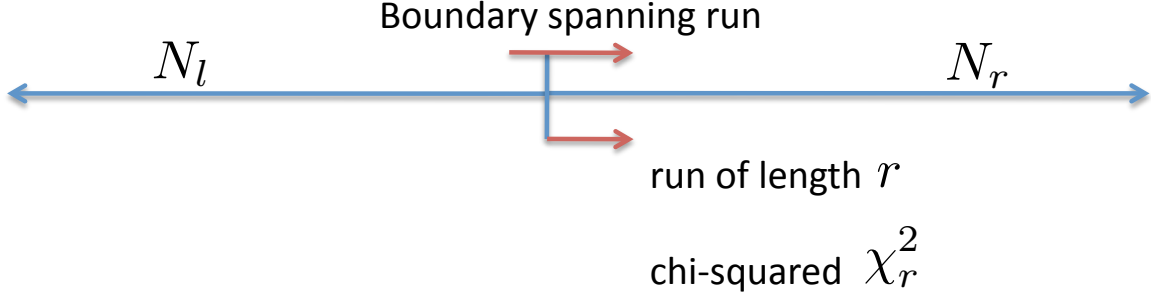 Boundary spanning run
N_l N_r
run of length r
chi-squared χ_r^2